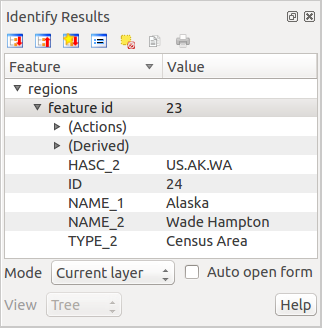 Identify Results
Feature Value
regions
feature id 23
(Actions)
(Derived)
HASC_2 US.AK.WA
ID 24
NAME_1 Alaska
NAME_2 Wade Hampton
TYPE_2 Census Area
Mode Current layer Auto open form
View Tree Help